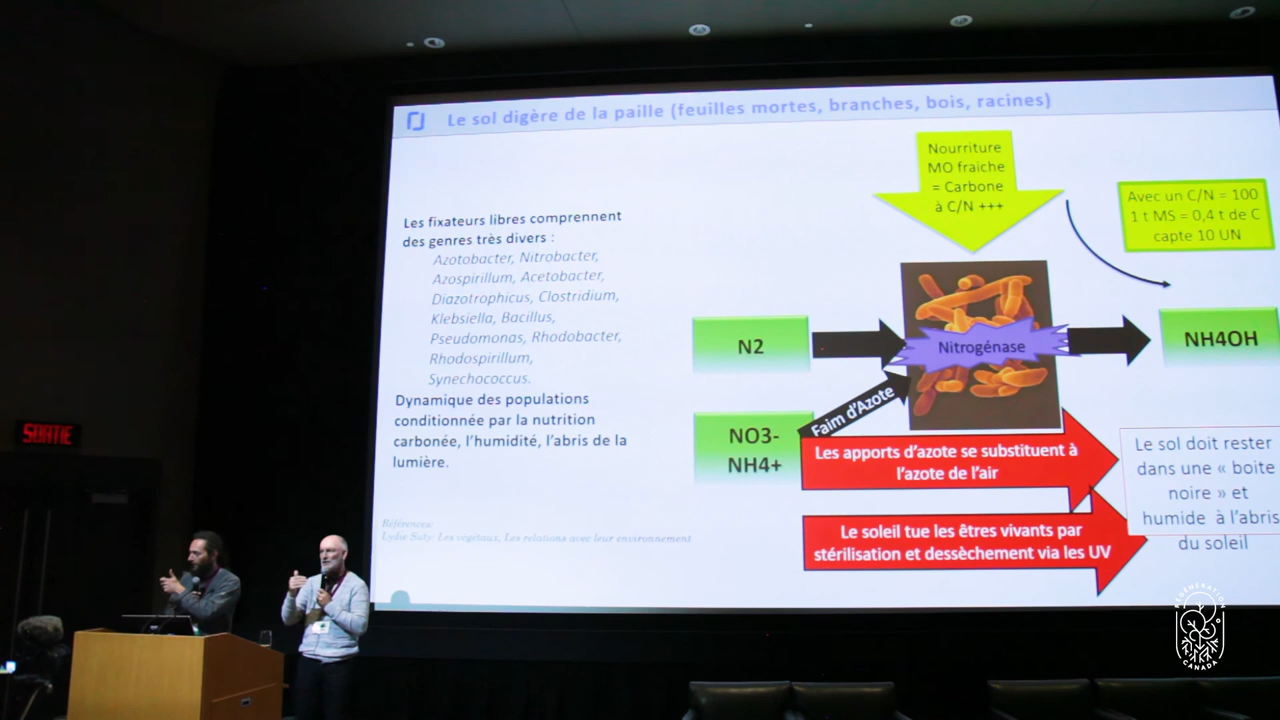 Le sol digère de la paille (feuilles mortes, branches, bois, racines)
Les fixateurs libres comprennent
des genres très divers :
Azotobacter, Nitrobacter,
Azospirillum, Acetobacter,
Diazotrophicus, Clostridium,
Klebsiella, Bacillus,
Pseudomonas, Rhodobacter,
Rhodospirillum,
Synechococcus.
Dynamique des populations
conditionnée par la nutrition
carbonée, l'humidité, l'abris de la
lumière.
Références:
Lydie Suty: Les végétaux, Les relations avec leur environnement
Nourriture
MO fraiche
= Carbone
à C/N +++
Avec un C/N = 100
1 t MS = 0,4 t de C
capte 10 UN
N2
Nitrogénase
NH4OH
Faim d'Azote
NO3-
NH4+
Les apports d'azote se substituent à
l'azote de l'air
Le soleil tue les êtres vivants par
stérilisation et dessèchement via les UV
Le sol doit rester
dans une « boite
noire » et
humide à l'abris
du soleil
SORTIE
REGENERATION
CANADA